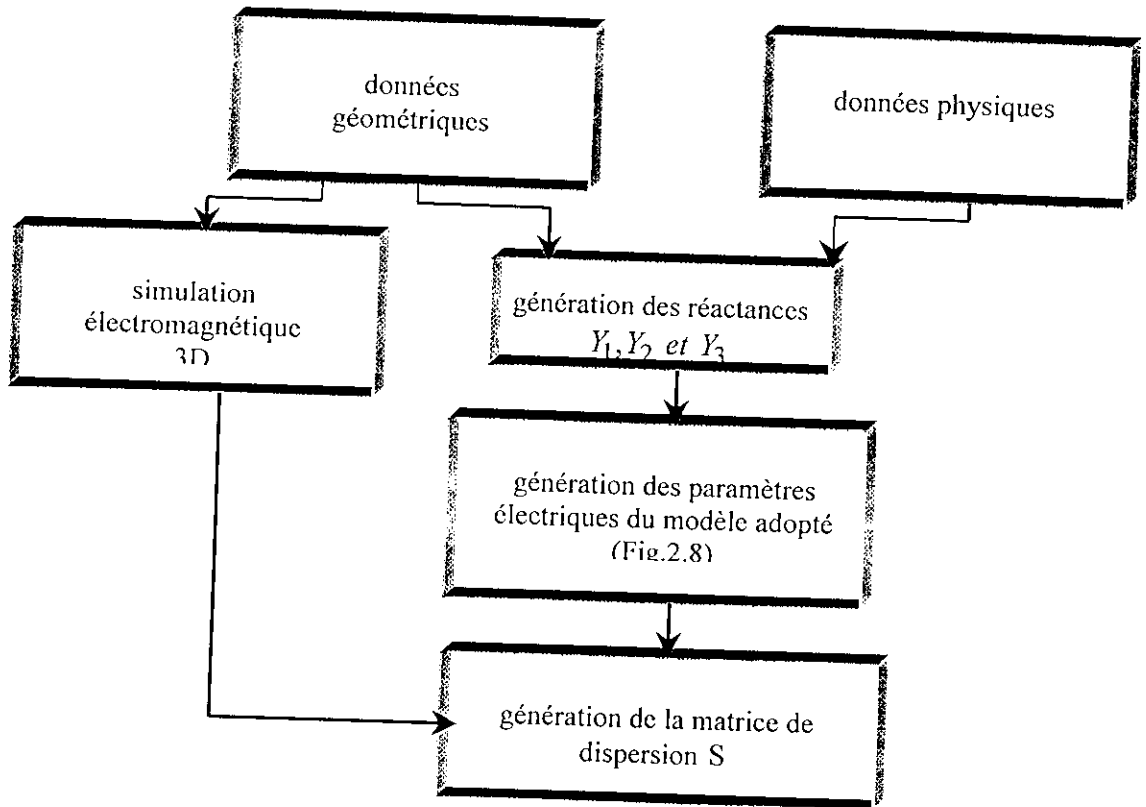 données
géométriques
données physiques
simulation
électromagnétique
3D
génération des réactances
Y1, Y2 et Y3
génération des paramètres
électriques du modèle adopté
(Fig.2.8)
génération de la matrice de
dispersion S